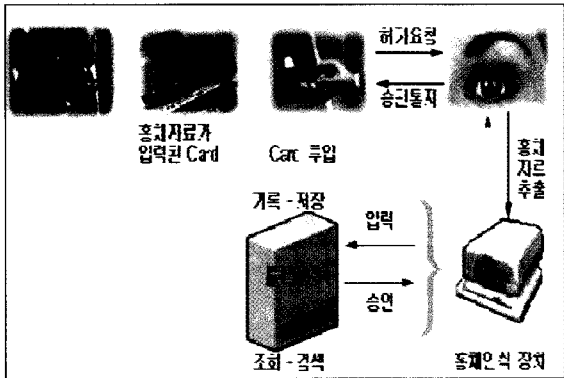 허가요청
승인통지
홍채자료가
입력된 Card
Card 투입
홍채
자료
추출
기록 - 저장
입력
승인
조회 - 검색
홍채인식 장치